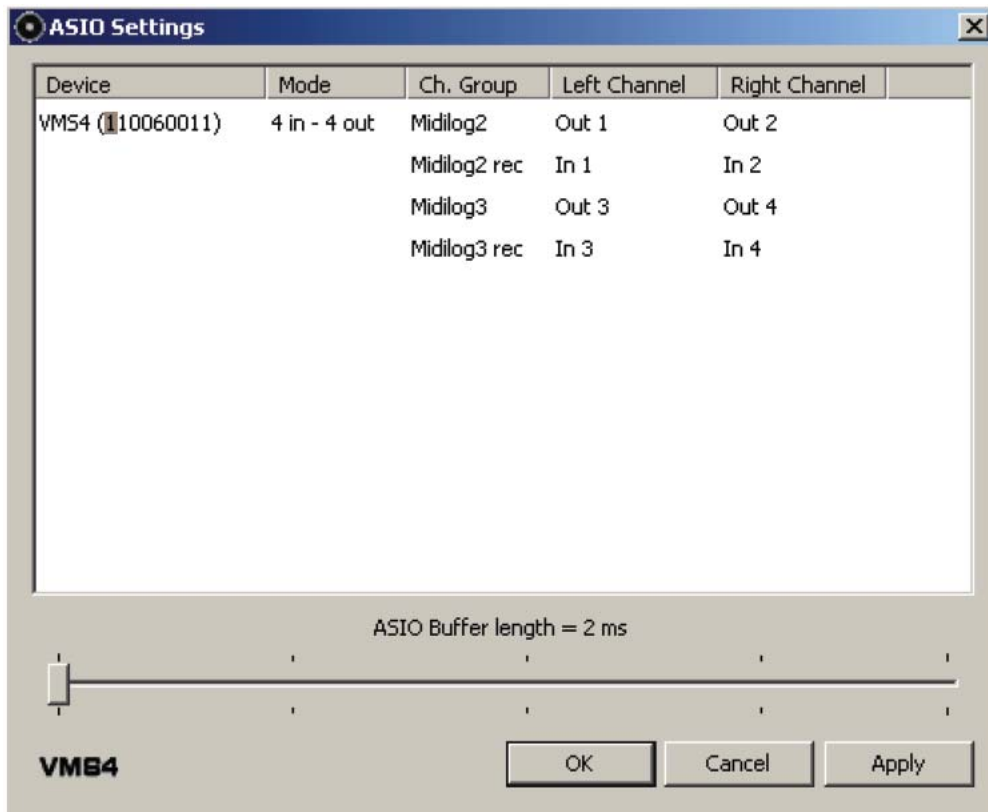 ASIO Settings
Device Mode Ch. Group Left Channel Right Channel
VMS4 (110060011) 4 in - 4 out Midilog2 Out 1 Out 2
Midilog2 rec In 1 In 2
Midilog3 Out 3 Out 4
Midilog3 rec In 3 In 4
ASIO Buffer length = 2 ms
VMS4 OK Cancel Apply